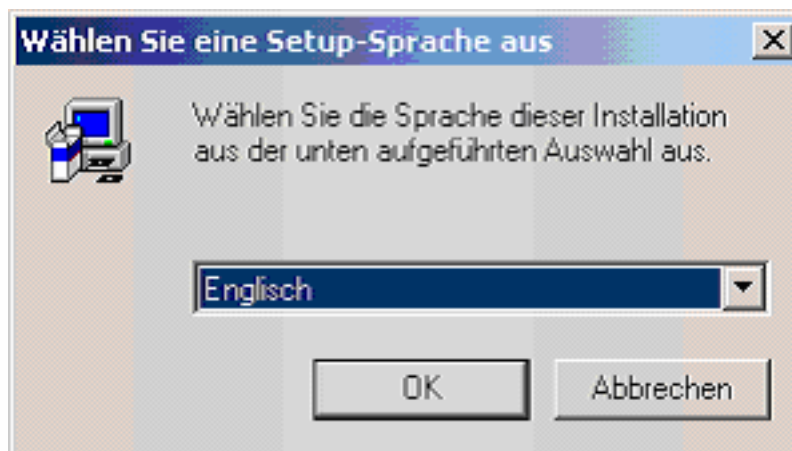 Wählen Sie eine Setup-Sprache aus
Wählen Sie die Sprache dieser Installation
aus der unten aufgeführten Auswahl aus.
Englisch
OK
Abbrechen